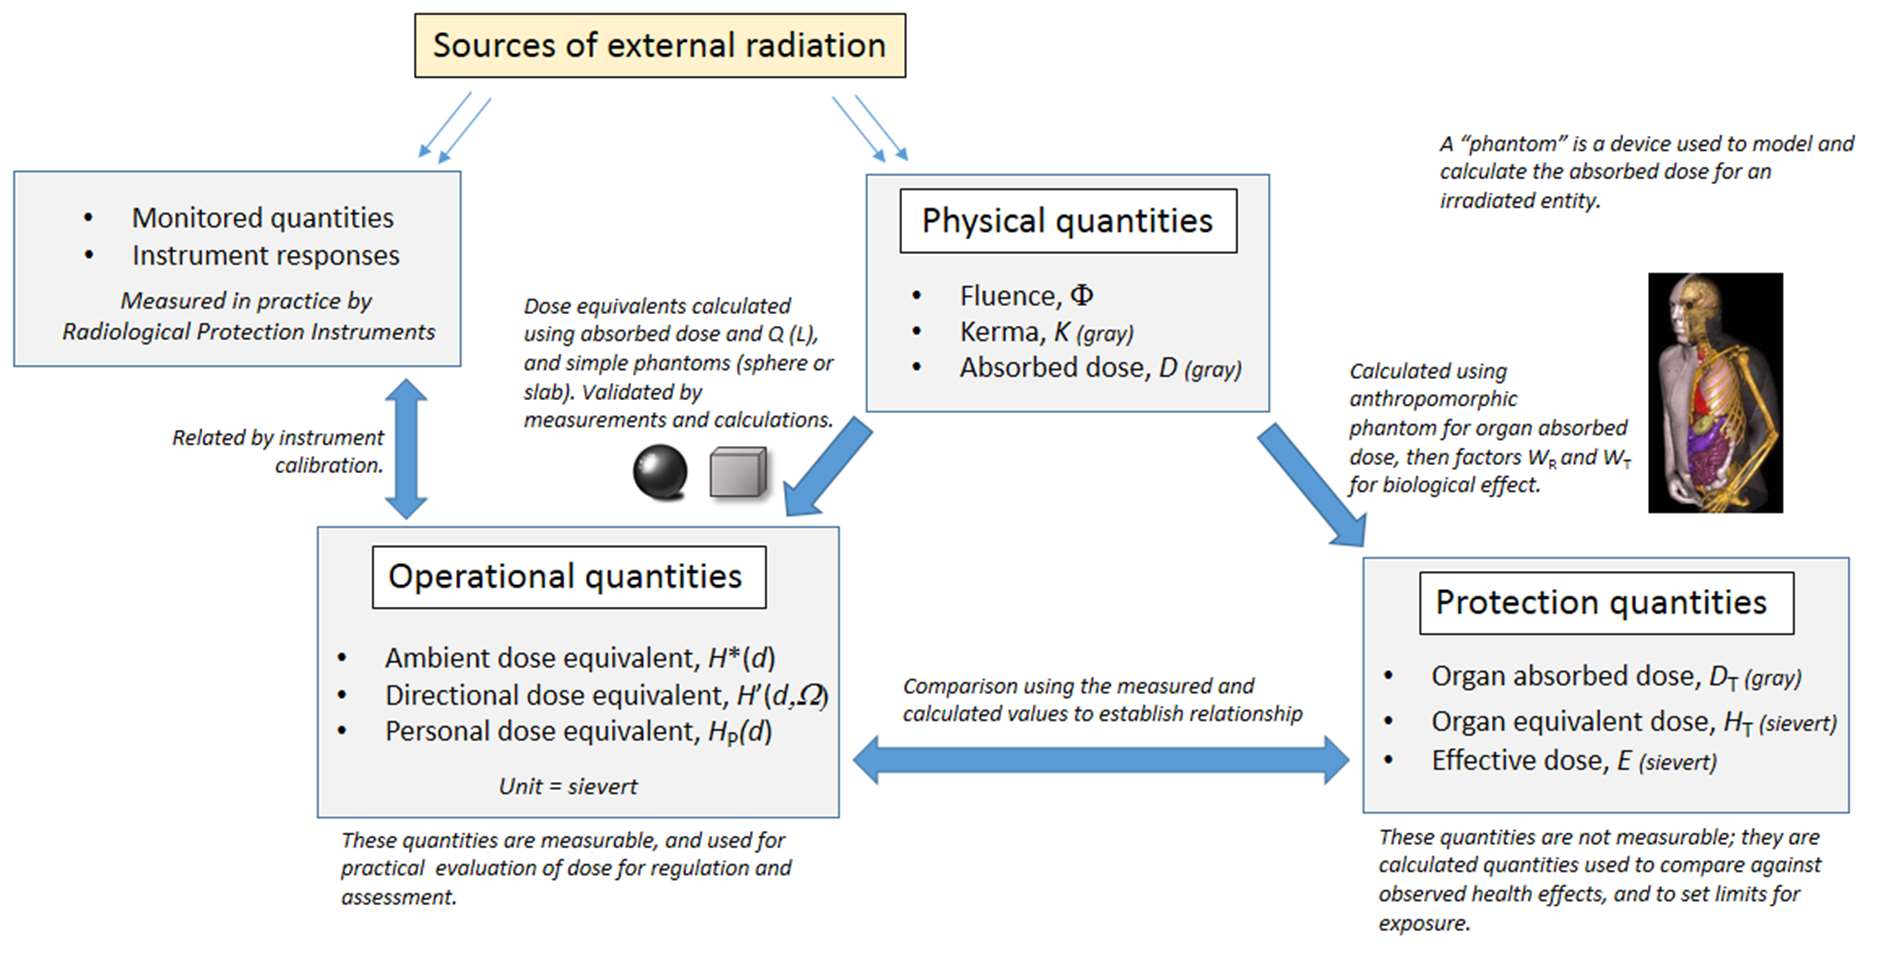 Sources of external radiation
A “phantom” is a device used to model and
calculate the absorbed dose for an
irradiated entity.
• Monitored quantities
• Instrument responses
Measured in practice by
Radiological Protection Instruments
Physical quantities
• Fluence, Φ
• Kerma, K (gray)
• Absorbed dose, D (gray)
Dose equivalents calculated
using absorbed dose and Q (L),
and simple phantoms (sphere or
slab). Validated by
measurements and calculations.
Calculated using
anthropomorphic
phantom for organ absorbed
dose, then factors WR and WT
for biological effect.
Related by instrument
calibration.
Operational quantities
• Ambient dose equivalent, H*(d)
• Directional dose equivalent, H’(d,Ω)
• Personal dose equivalent, HP(d)
Unit = sievert
These quantities are measurable, and used for
practical evaluation of dose for regulation and
assessment.
Comparison using the measured and
calculated values to establish relationship
Protection quantities
• Organ absorbed dose, DT (gray)
• Organ equivalent dose, HT (sievert)
• Effective dose, E (sievert)
These quantities are not measurable; they are
calculated quantities used to compare against
observed health effects, and to set limits for
exposure.